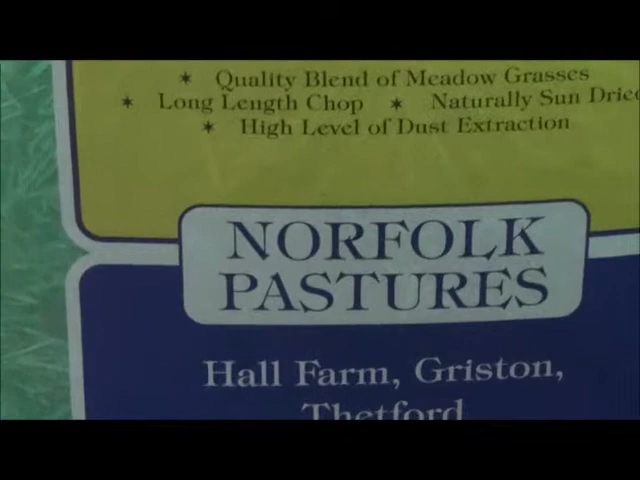 * Quality Blend of Meadow Grasses
* Long Length Chop * Naturally Sun Dried
* High Level of Dust Extraction
NORFOLK
PASTURES
Hall Farm, Griston,
Thetford